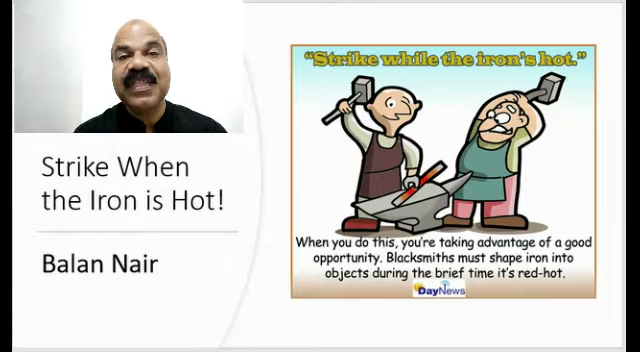 Strike When
the Iron is Hot!
Balan Nair
“Strike while the iron's hot.”
When you do this, you're taking advantage of a good
opportunity. Blacksmiths must shape iron into
objects during the brief time it's red-hot.
DayNews